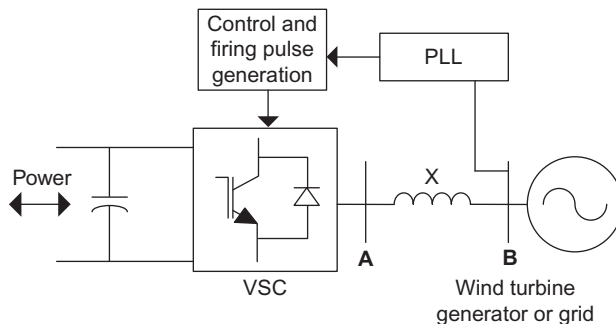 Control and
firing pulse
generation
PLL
Power
X
VSC
A
B
Wind turbine
generator or grid